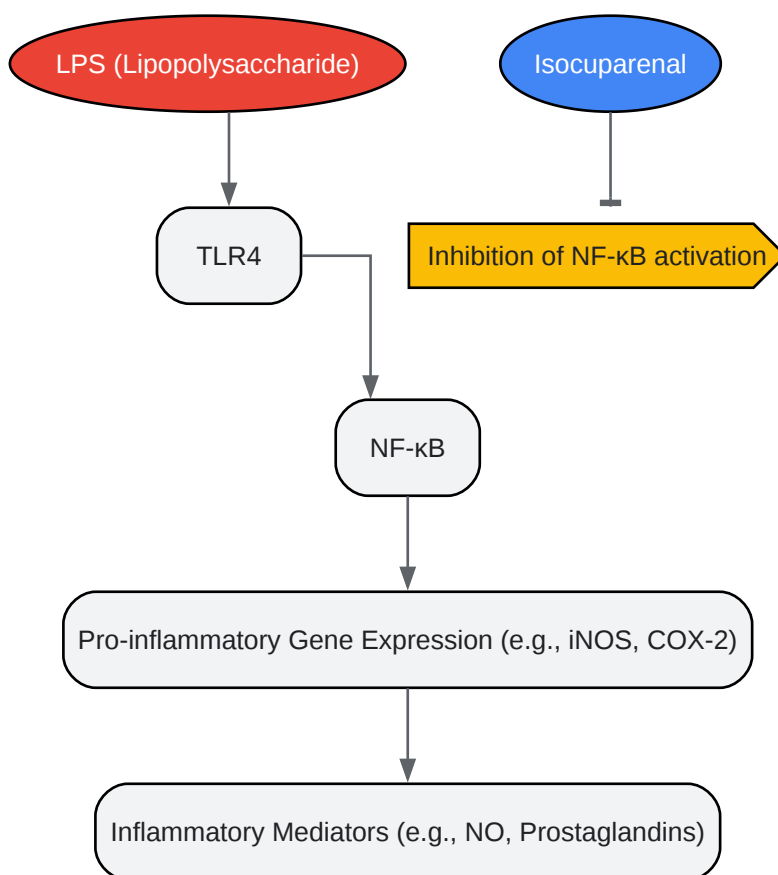 LPS (Lipopolysaccharide)
Isocuparenal
TLR4
Inhibition of NF-κB activation
NF-κB
Pro-inflammatory Gene Expression (e.g., iNOS, COX-2)
Inflammatory Mediators (e.g., NO, Prostaglandins)